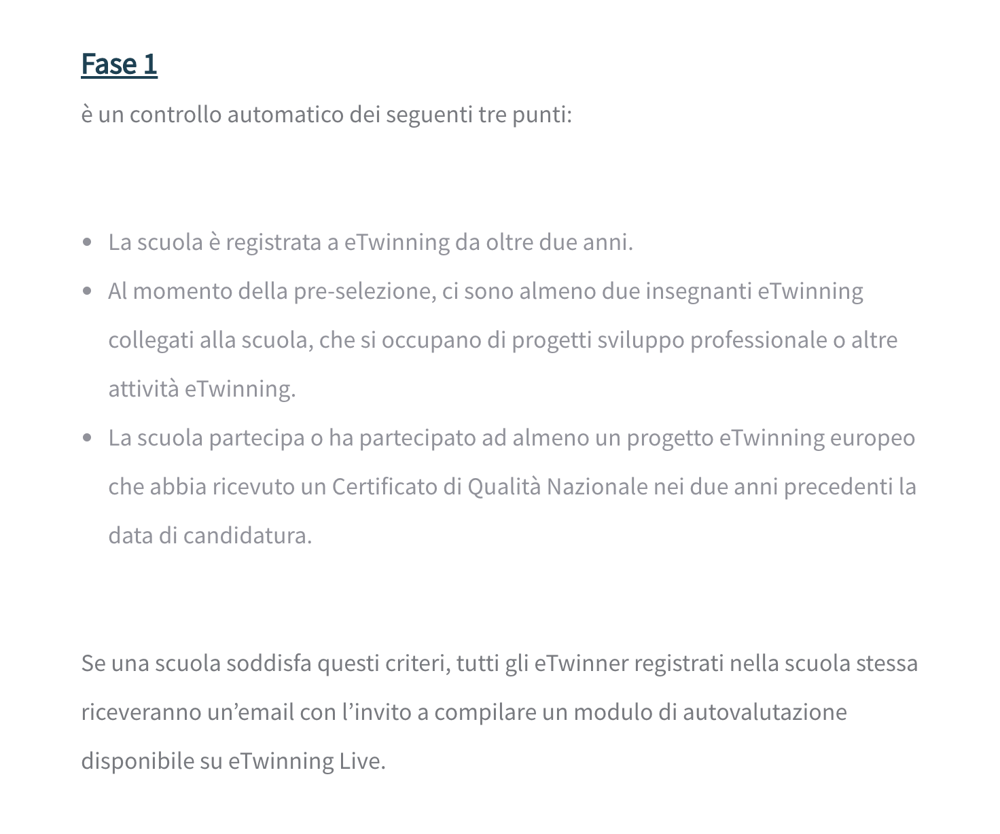 Fase 1
è un controllo automatico dei seguenti tre punti:
• La scuola è registrata a eTwinning da oltre due anni.
• Al momento della pre-selezione, ci sono almeno due insegnanti eTwinning
collegati alla scuola, che si occupano di progetti sviluppo professionale o altre
attività eTwinning.
• La scuola partecipa o ha partecipato ad almeno un progetto eTwinning europeo
che abbia ricevuto un Certificato di Qualità Nazionale nei due anni precedenti la
data di candidatura.
Se una scuola soddisfa questi criteri, tutti gli eTwinner registrati nella scuola stessa
riceveranno un’email con l’invito a compilare un modulo di autovalutazione
disponibile su eTwinning Live.